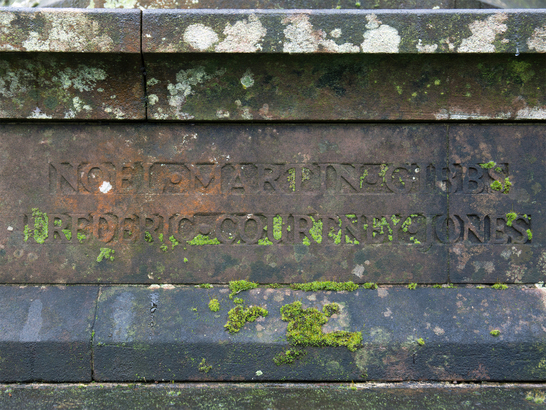 NOEL MARTIN GIBBS
FREDERIC COURTENEY JONES